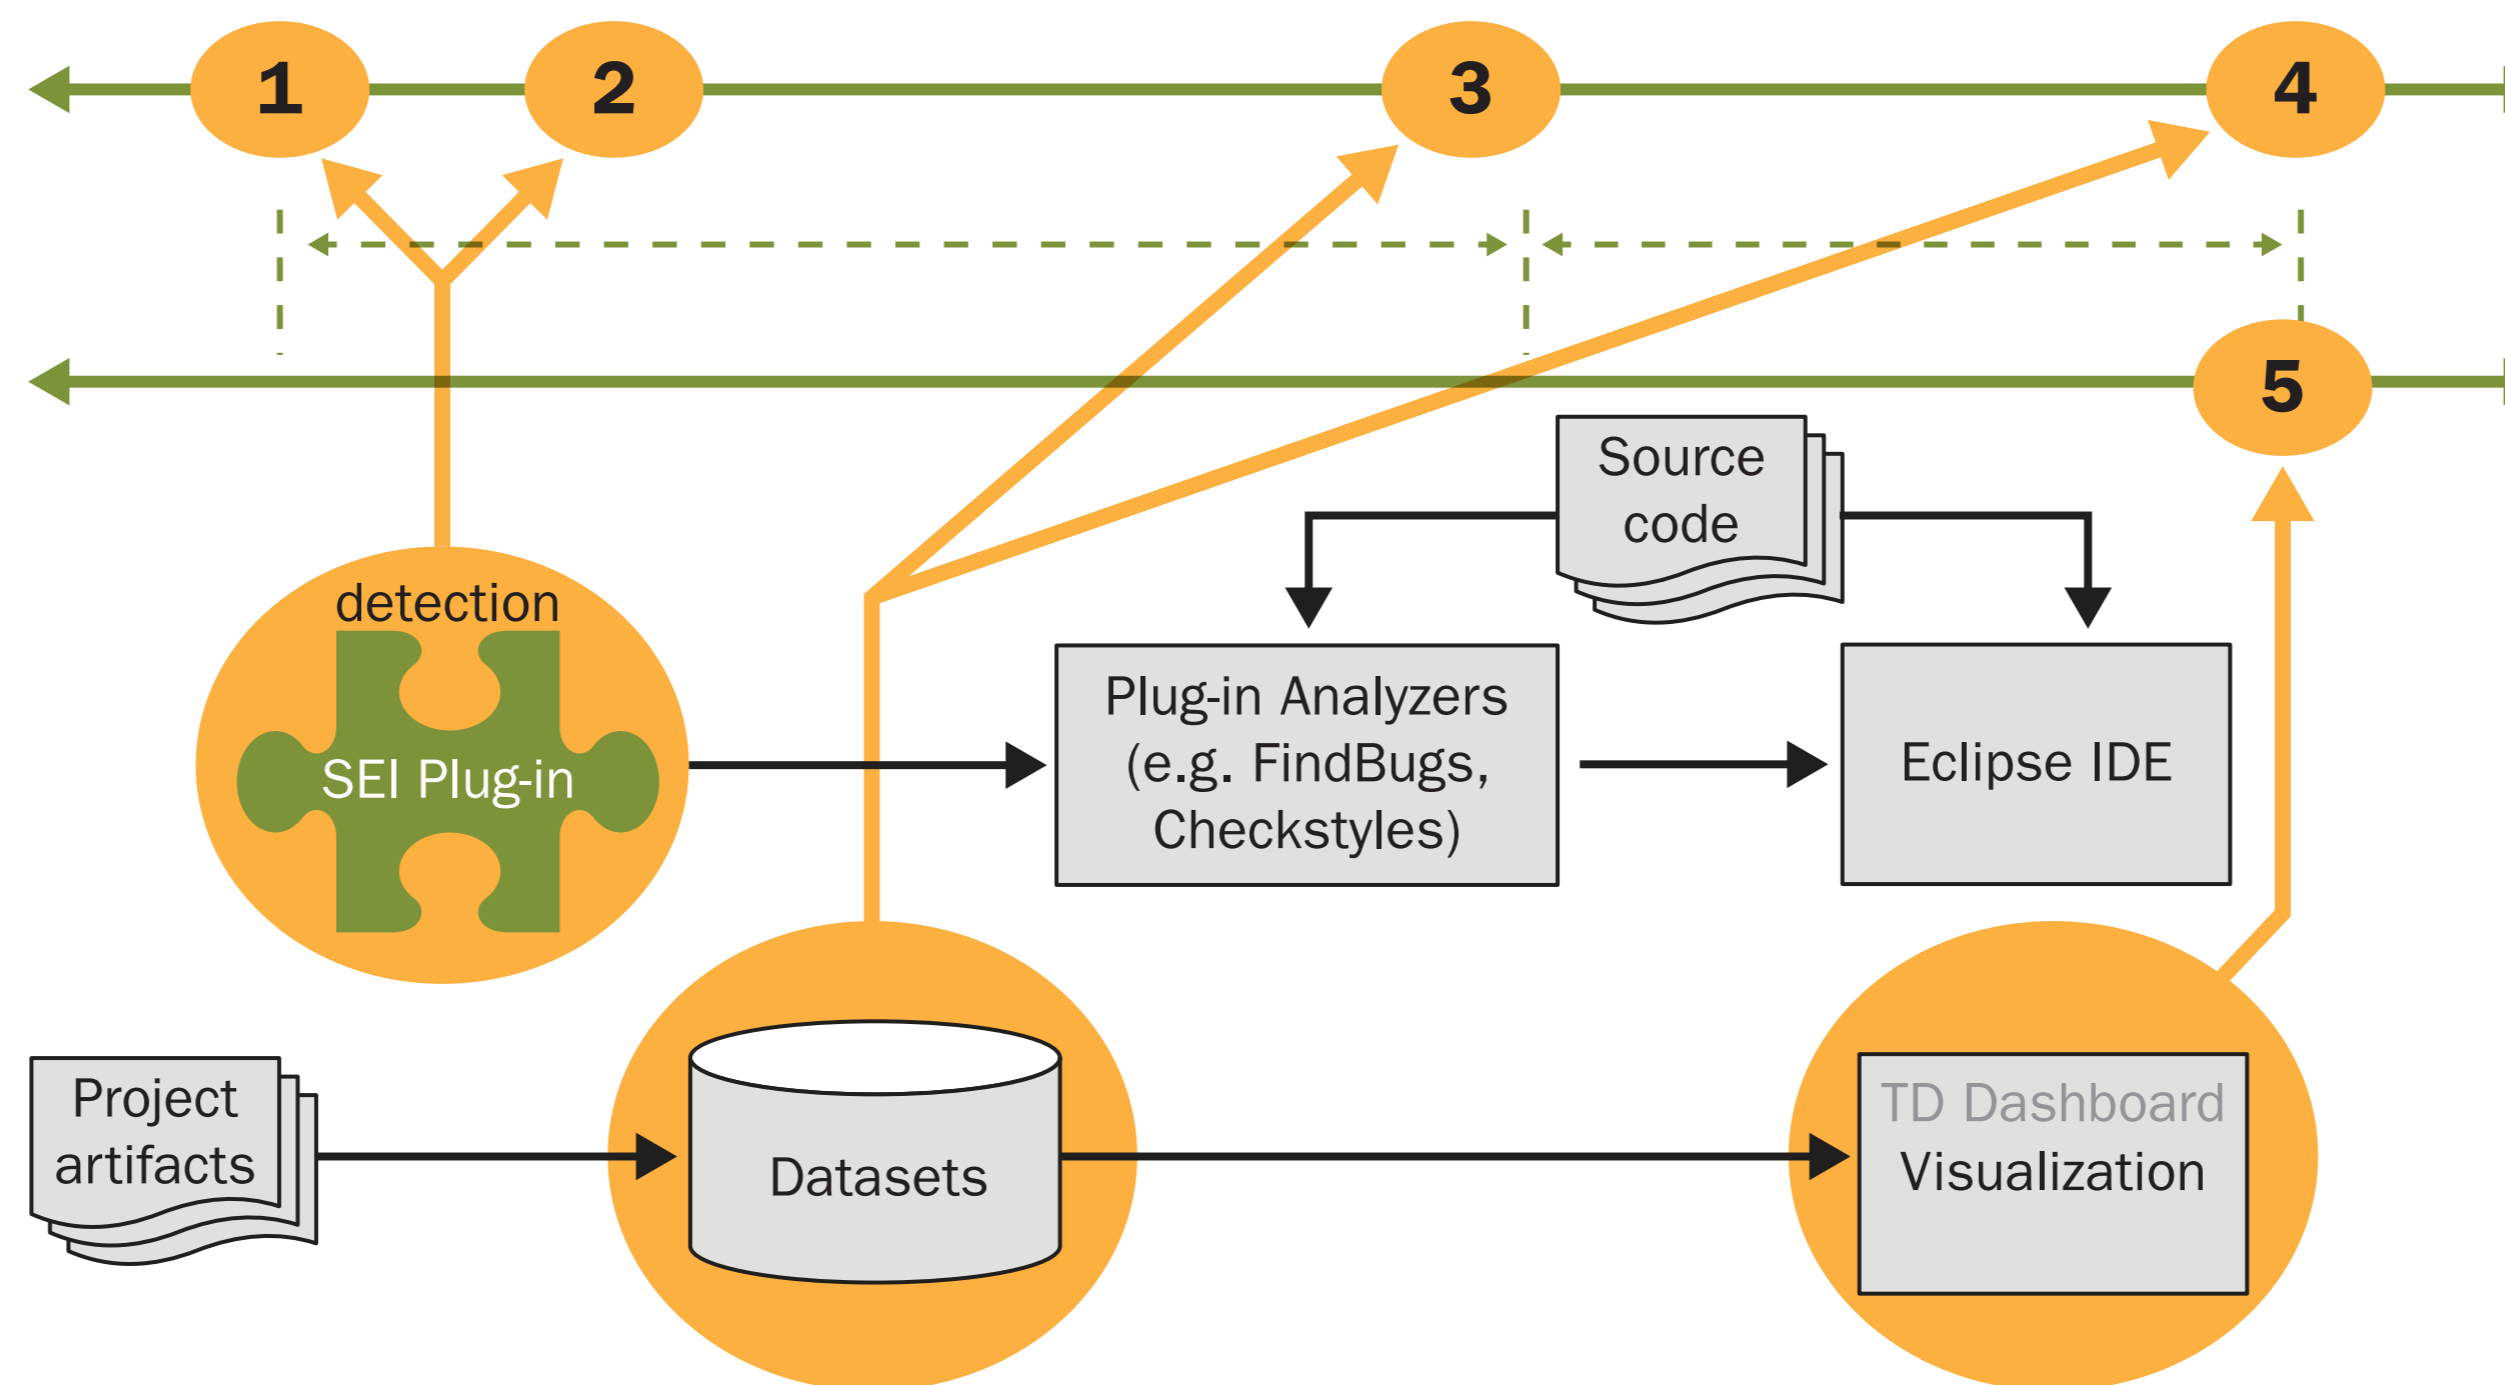 1
2
3
4
5
Source
code
detection
SEI Plug-in
Plug-in Analyzers
(e.g. FindBugs,
Checkstyles)
Eclipse IDE
Project
artifacts
Datasets
TD Dashboard
Visualization